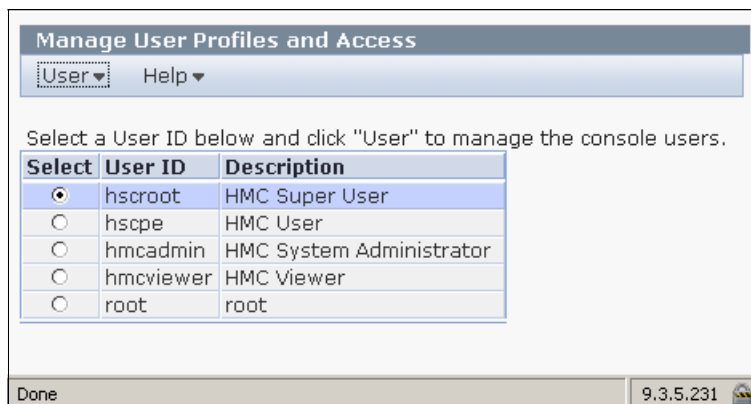 Manage User Profiles and Access
User Help
Select a User ID below and click "User" to manage the console users.
Select User ID Description
hscroot HMC Super User
hscpe HMC User
hmcadmin HMC System Administrator
hmcviewer HMC Viewer
root root
Done 9.3.5.231